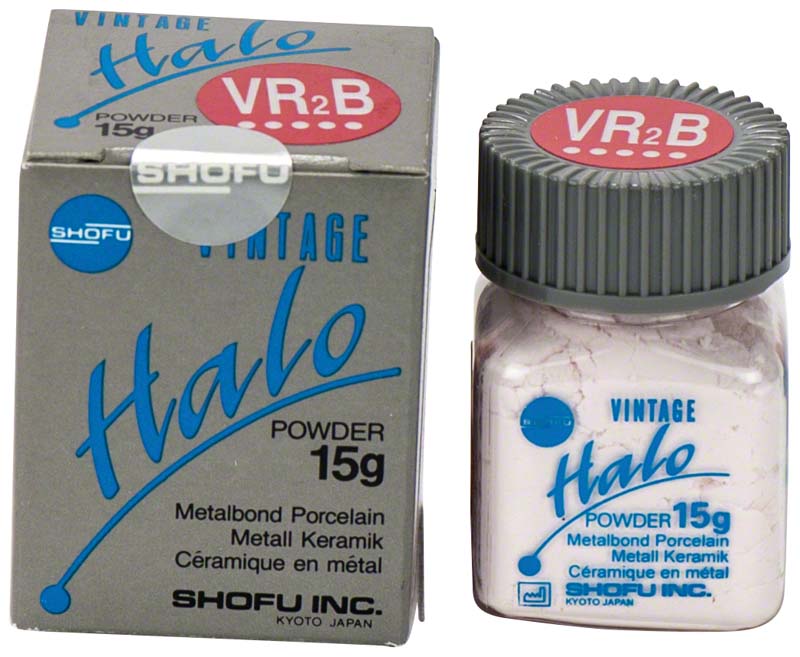 VINTAGE
Halo
POWDER
15g
VR2B
SHOFU
SHOFU
VINTAGE
Halo
POWDER
15g
Metalbond Porcelain
Metall Keramik
Céramique en métal
SHOFU INC.
KYOTO JAPAN
VR2B
VINTAGE
Halo
POWDER 15g
Metalbond Porcelain
Metall Keramik
Céramique en métal
SHOFU INC.
KYOTO JAPAN